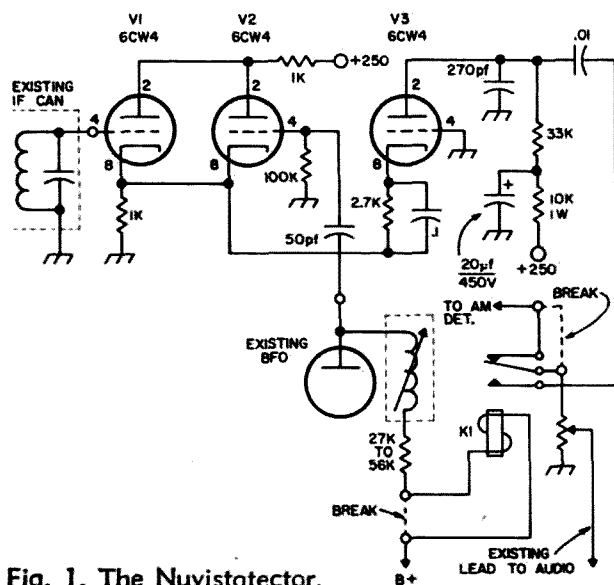 V1
6CW4
V2
6CW4
V3
6CW4
EXISTING
IF CAN
2
4
8
1K
2
4
8
1K
+250
100K
50pf
2
4
8
2.7K
.1
270pf
.01
33K
10K
1W
20µf
450V
+250
TO AM
DET.
BREAK
EXISTING
BFO
27K
TO
56K
K1
BREAK
B+
EXISTING
LEAD TO AUDIO
Fig. 1. The Nuvistotector.